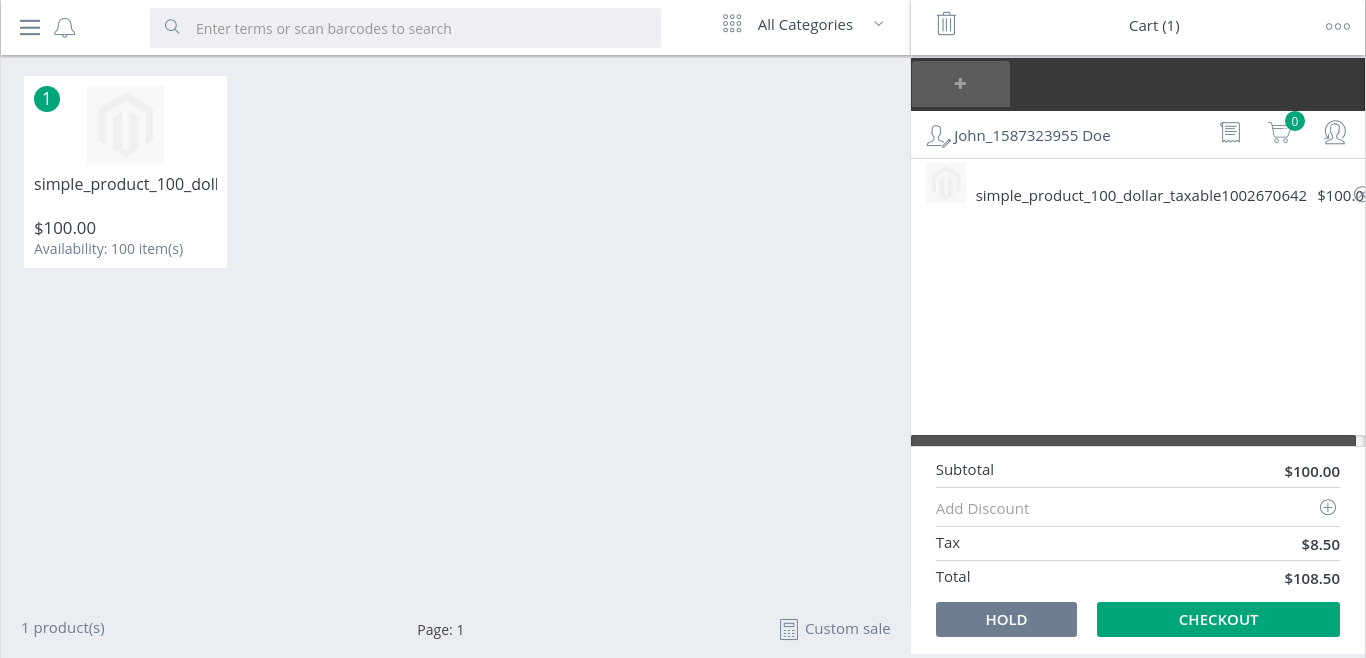 Enter terms or scan barcodes to search
All Categories
Cart (1)
1
simple_product_100_doll
$100.00
Availability: 100 item(s)
+
John_1587323955 Doe
0
simple_product_100_dollar_taxable1002670642 $100.0
Subtotal $100.00
Add Discount
Tax $8.50
Total $108.50
HOLD CHECKOUT
1 product(s) Page: 1 Custom sale